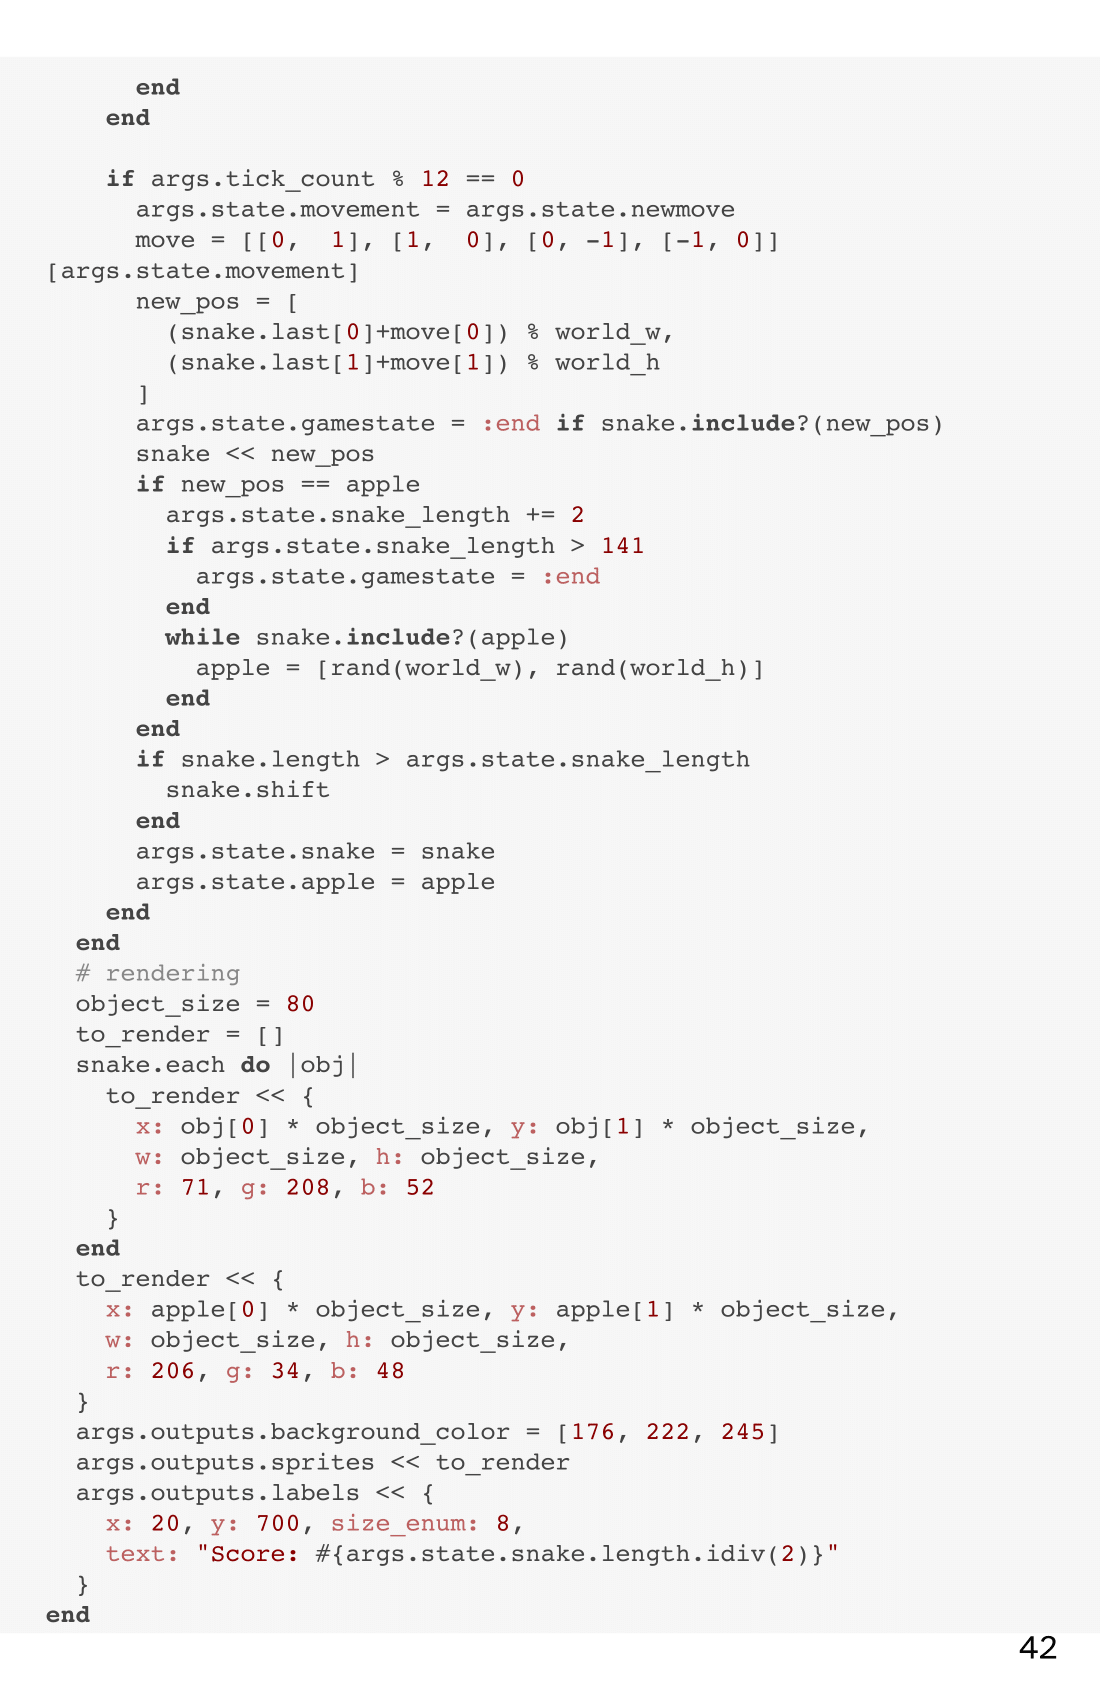 end
    end

    if args.tick_count % 12 == 0
      args.state.movement = args.state.newmove
      move = [[0,  1], [1,  0], [0, -1], [-1, 0]]
[args.state.movement]
      new_pos = [
        (snake.last[0]+move[0]) % world_w,
        (snake.last[1]+move[1]) % world_h
      ]
      args.state.gamestate = :end if snake.include?(new_pos)
      snake << new_pos
      if new_pos == apple
        args.state.snake_length += 2
        if args.state.snake_length > 141
          args.state.gamestate = :end
        end
        while snake.include?(apple)
          apple = [rand(world_w), rand(world_h)]
        end
      end
      if snake.length > args.state.snake_length
        snake.shift
      end
      args.state.snake = snake
      args.state.apple = apple
    end
  end
  # rendering
  object_size = 80
  to_render = []
  snake.each do |obj|
    to_render << {
      x: obj[0] * object_size, y: obj[1] * object_size,
      w: object_size, h: object_size,
      r: 71, g: 208, b: 52
    }
  end
  to_render << {
    x: apple[0] * object_size, y: apple[1] * object_size,
    w: object_size, h: object_size,
    r: 206, g: 34, b: 48
  }
  args.outputs.background_color = [176, 222, 245]
  args.outputs.sprites << to_render
  args.outputs.labels << {
    x: 20, y: 700, size_enum: 8,
    text: "Score: #{args.state.snake.length.idiv(2)}"
  }
end
42